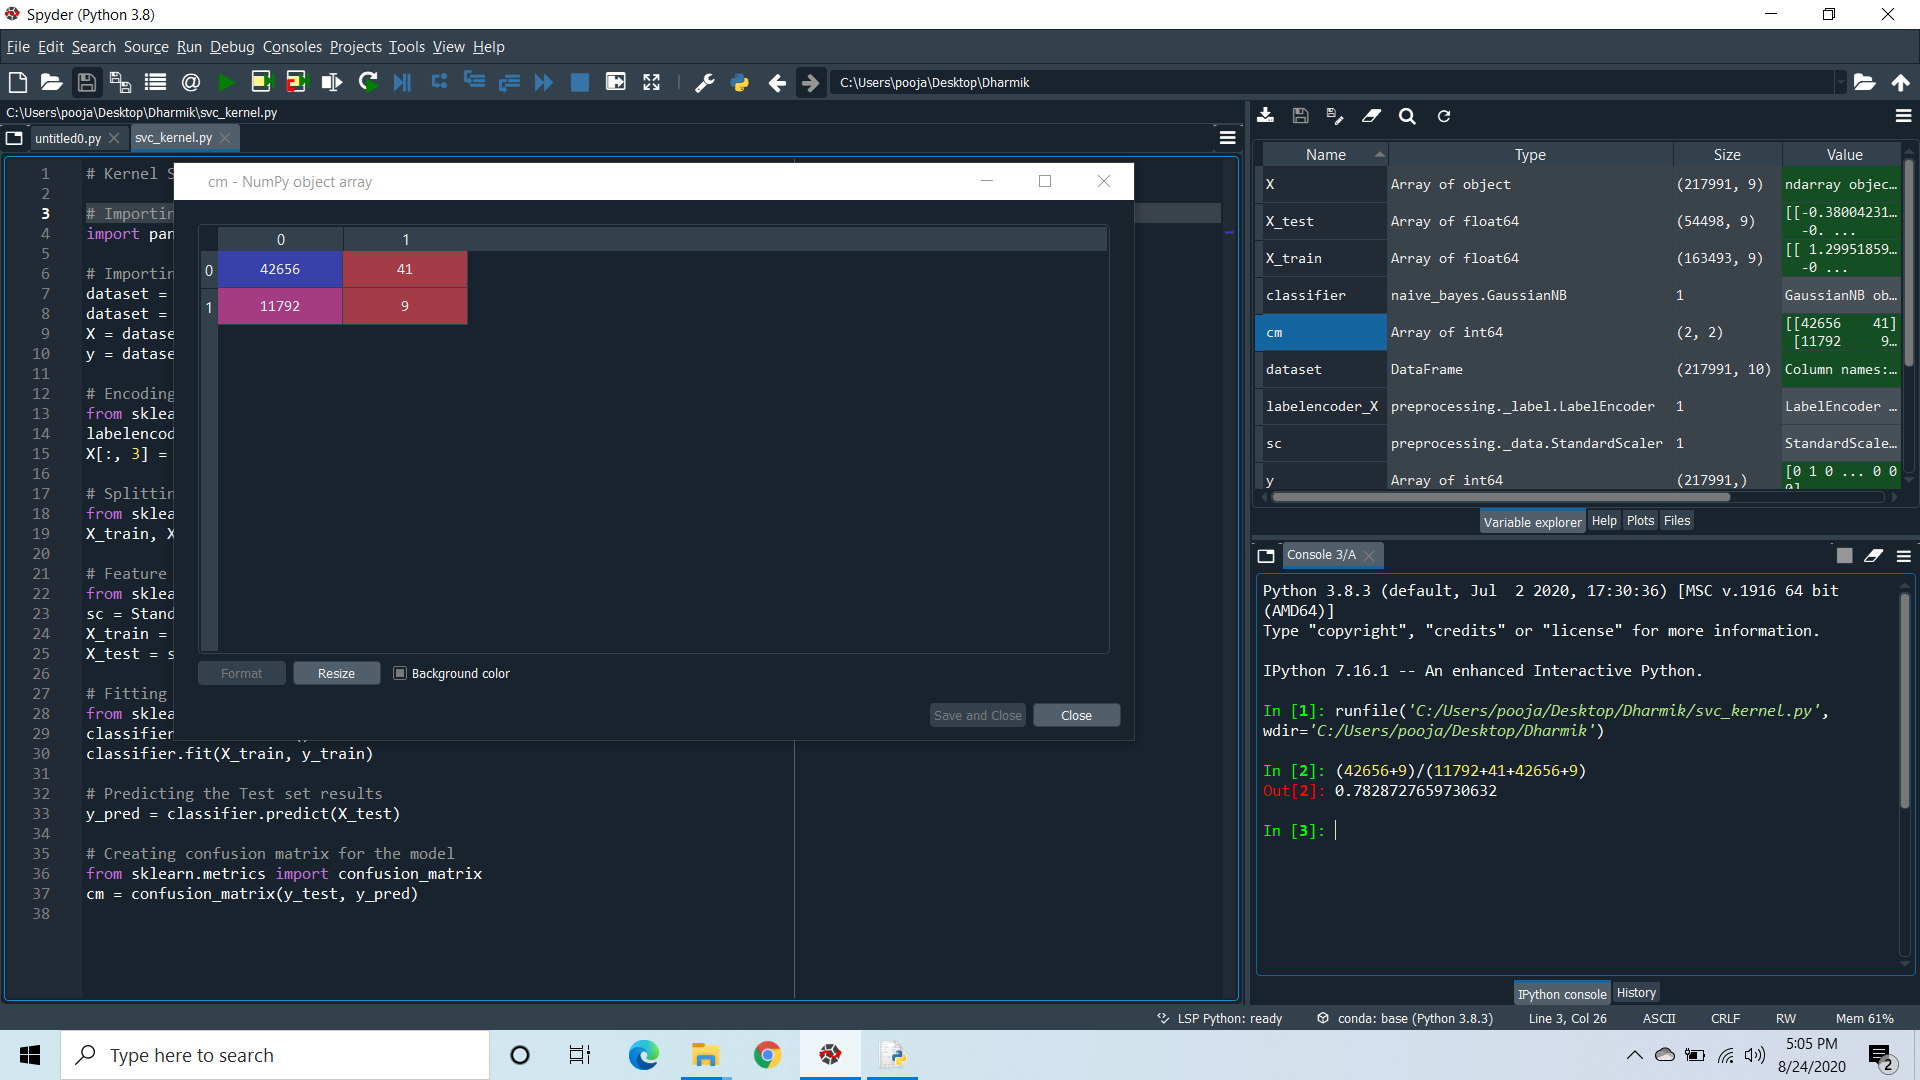 Spyder (Python 3.8)
File Edit Search Source Run Debug Consoles Projects Tools View Help
C:\Users\pooja\Desktop\Dharmik
C:\Users\pooja\Desktop\Dharmik\svc_kernel.py
untitled0.py
svc_kernel.py
1 # Kernel S
2
3 # Importin
4 import pan
5
6 # Importin
7 dataset =
8 dataset =
9 X = datase
10 y = datase
11
12 # Encoding
13 from sklea
14 labelencod
15 X[:, 3] =
16
17 # Splittin
18 from sklea
19 X_train, X
20
21 # Feature
22 from sklea
23 sc = Stand
24 X_train =
25 X_test = s
26
27 # Fitting
28 from sklea
29 classifier
30 classifier.fit(X_train, y_train)
31
32 # Predicting the Test set results
33 y_pred = classifier.predict(X_test)
34
35 # Creating confusion matrix for the model
36 from sklearn.metrics import confusion_matrix
37 cm = confusion_matrix(y_test, y_pred)
38
cm - NumPy object array
0 1
0 42656 41
1 11792 9
Format Resize Background color
Save and Close Close
Name Type Size Value
X Array of object (217991, 9) ndarray objec…
X_test Array of float64 (54498, 9) [[-0.38004231…
-0. ...
X_train Array of float64 (163493, 9) [[ 1.29951859…
-0 ...
classifier naive_bayes.GaussianNB 1 GaussianNB ob…
cm Array of int64 (2, 2) [[42656 41]
[11792 9…
dataset DataFrame (217991, 10) Column names:…
labelencoder_X preprocessing._label.LabelEncoder 1 LabelEncoder …
sc preprocessing._data.StandardScaler 1 StandardScale…
y Array of int64 (217991,) [0 1 0 ... 0 0
0]
Variable explorer Help Plots Files
Console 3/A
Python 3.8.3 (default, Jul  2 2020, 17:30:36) [MSC v.1916 64 bit
(AMD64)]
Type "copyright", "credits" or "license" for more information.
IPython 7.16.1 -- An enhanced Interactive Python.
In [1]: runfile('C:/Users/pooja/Desktop/Dharmik/svc_kernel.py',
wdir='C:/Users/pooja/Desktop/Dharmik')
In [2]: (42656+9)/(11792+41+42656+9)
Out[2]: 0.7828727659730632
In [3]:
IPython console History
LSP Python: ready conda: base (Python 3.8.3) Line 3, Col 26 ASCII CRLF RW Mem 61%
Type here to search
5:05 PM
8/24/2020
2